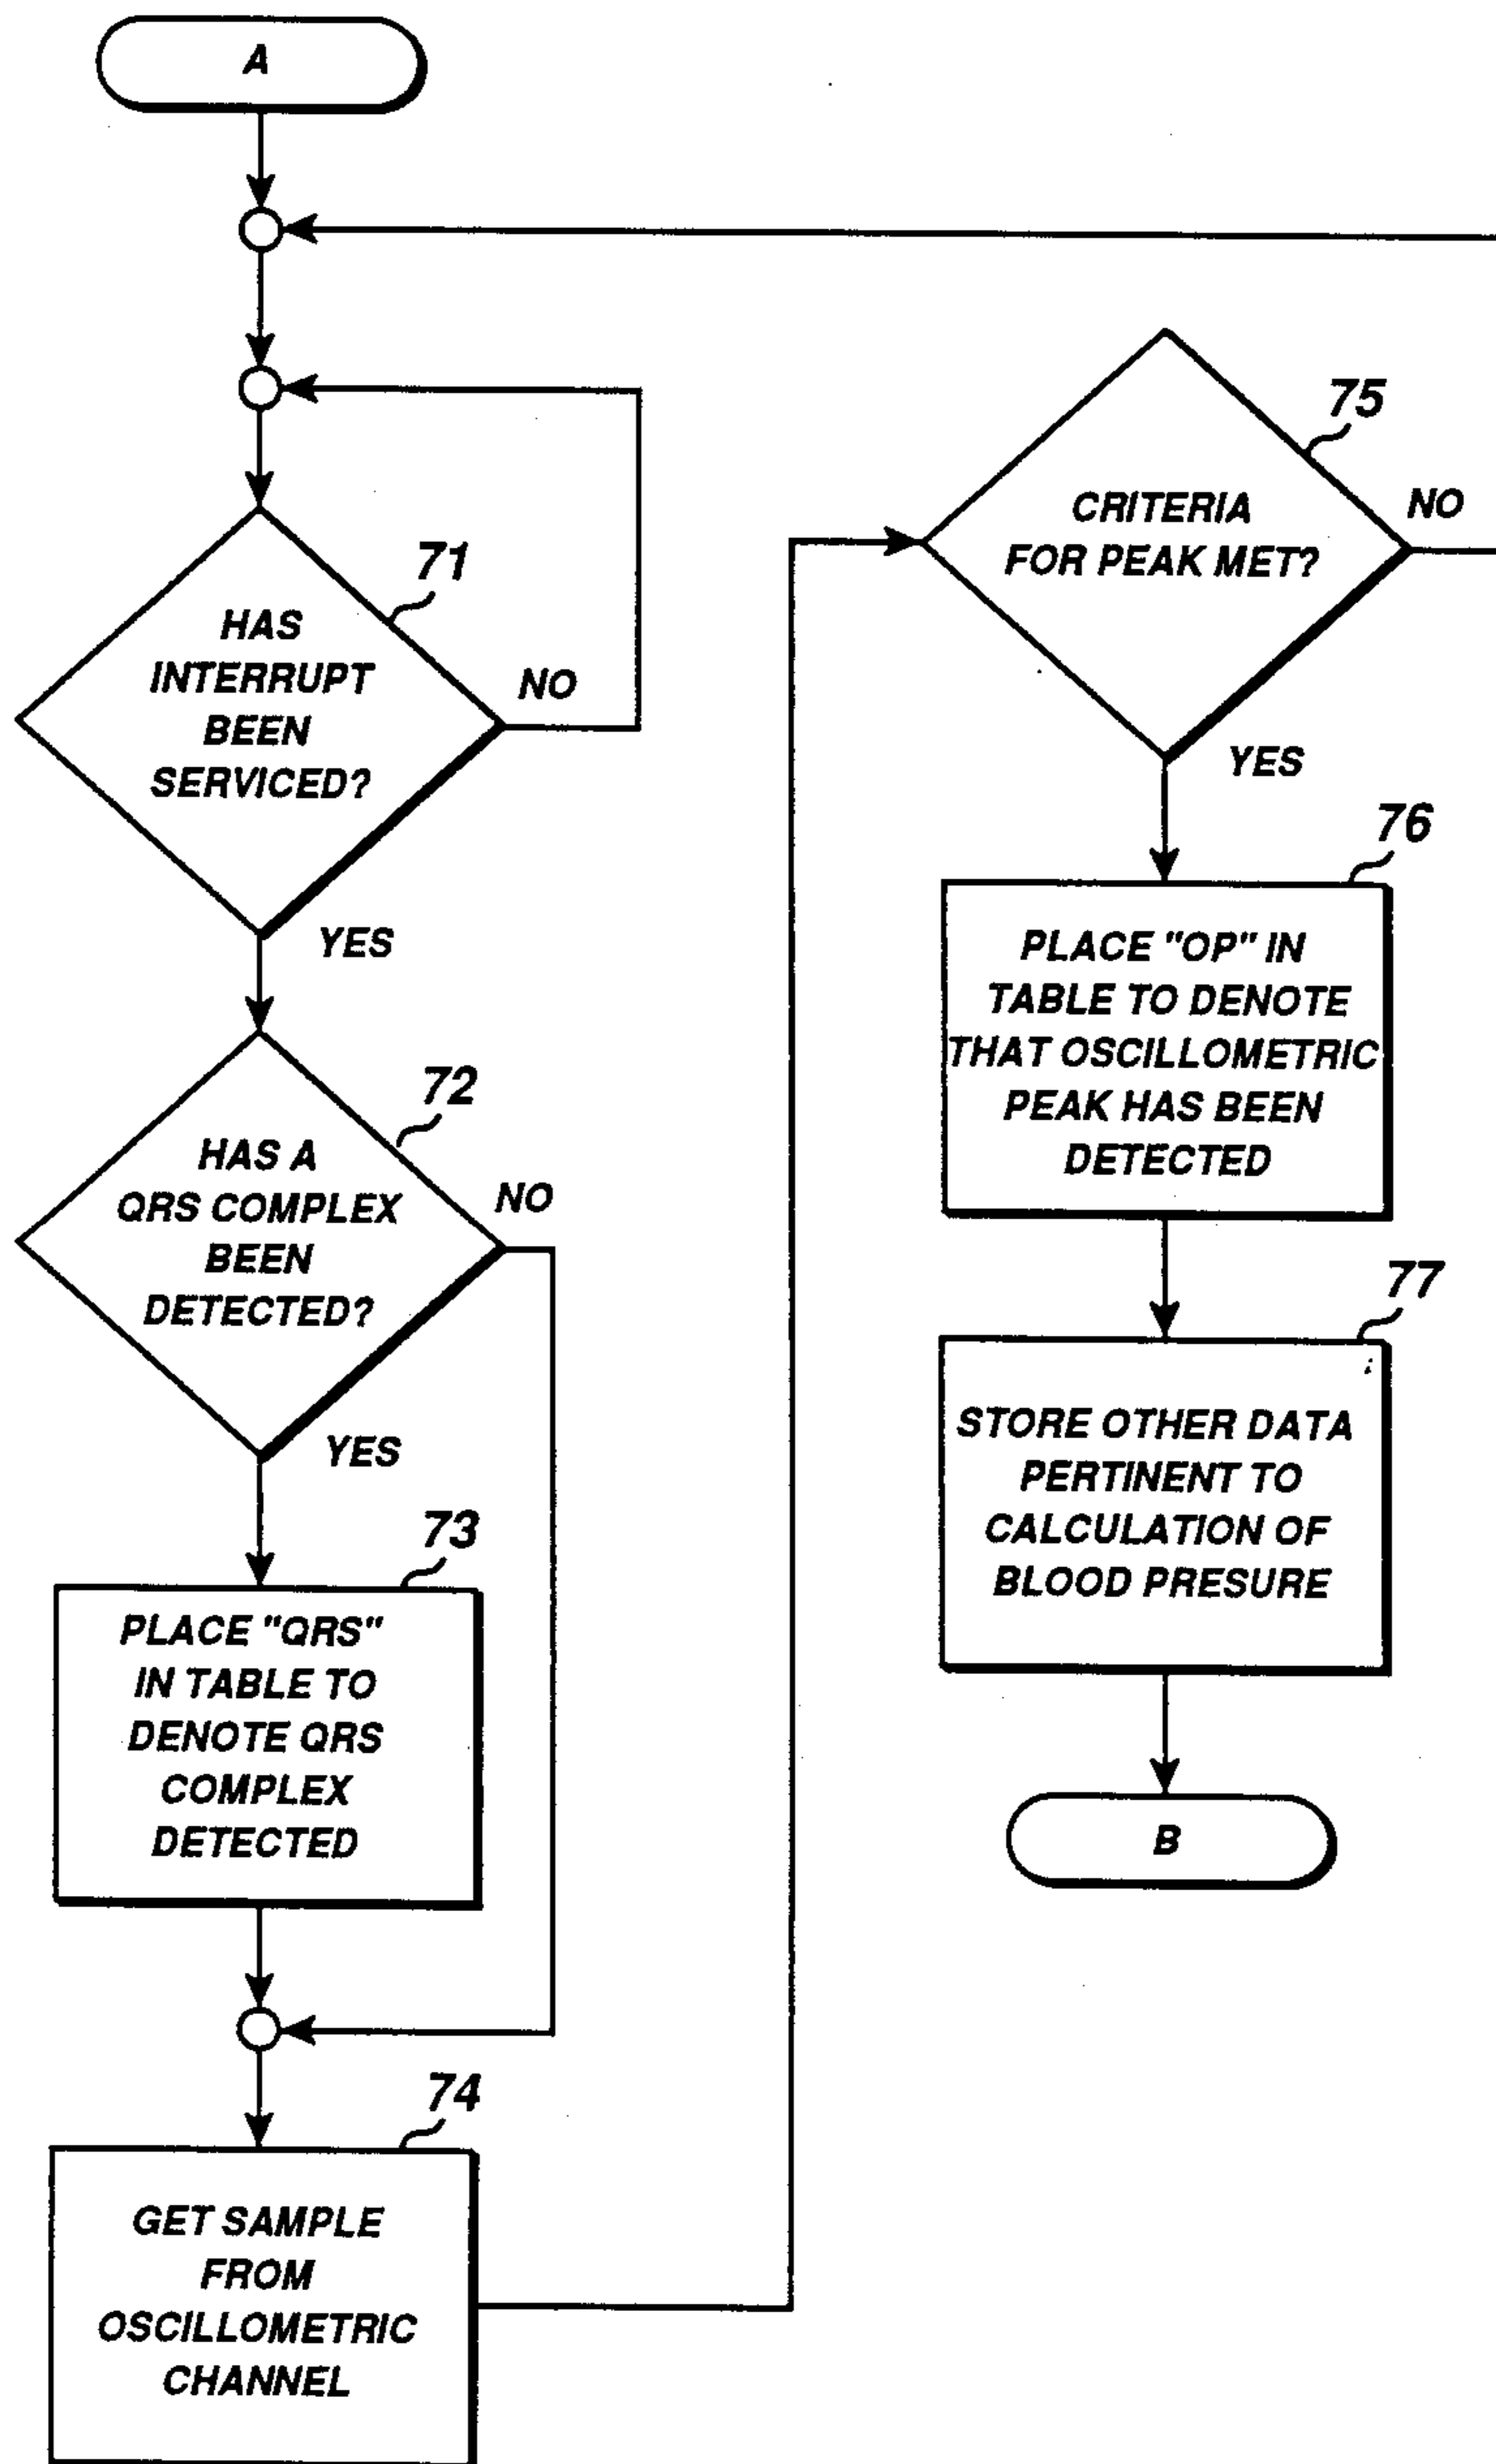 A
71
HAS
INTERRUPT
BEEN
SERVICED?
NO
YES
72
HAS A
QRS COMPLEX
BEEN
DETECTED?
NO
YES
73
PLACE "QRS"
IN TABLE TO
DENOTE QRS
COMPLEX
DETECTED
74
GET SAMPLE
FROM
OSCILLOMETRIC
CHANNEL
75
CRITERIA
FOR PEAK MET?
NO
YES
76
PLACE "OP" IN
TABLE TO DENOTE
THAT OSCILLOMETRIC
PEAK HAS BEEN
DETECTED
77
STORE OTHER DATA
PERTINENT TO
CALCULATION OF
BLOOD PRESURE
B